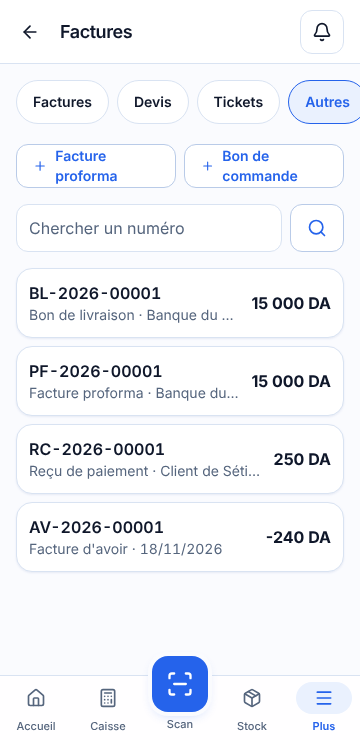 Factures
Factures
Devis
Tickets
Autres
Facture
proforma
Bon de
commande
Chercher un numéro
BL-2026-00001
Bon de livraison · Banque du ...
15 000 DA
PF-2026-00001
Facture proforma · Banque du...
15 000 DA
RC-2026-00001
Reçu de paiement · Client de Séti...
250 DA
AV-2026-00001
Facture d'avoir · 18/11/2026
-240 DA
Accueil
Caisse
Scan
Stock
Plus